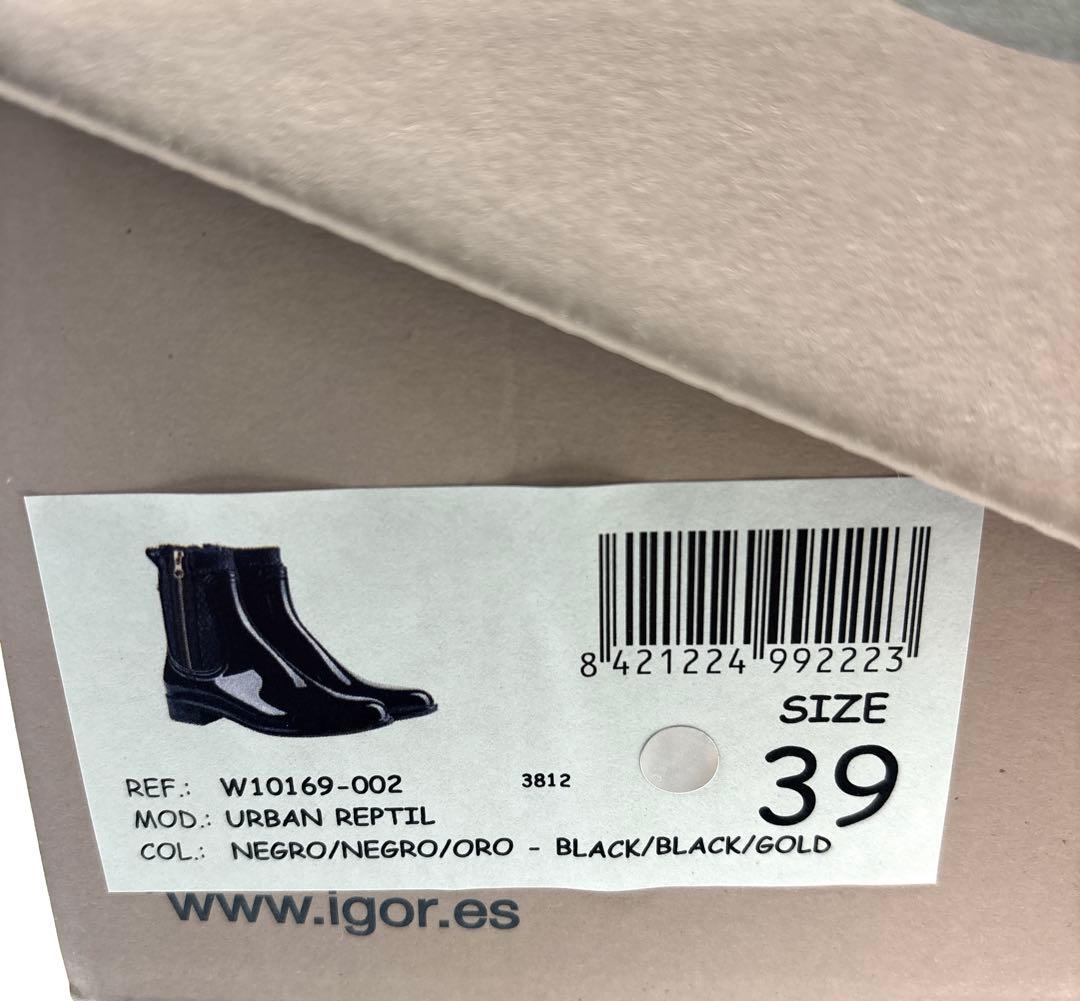 8 421224 992223
SIZE
39
REF.: W10169-002 3812
MOD.: URBAN REPTIL
COL.: NEGRO/NEGRO/ORO - BLACK/BLACK/GOLD
www.igor.es